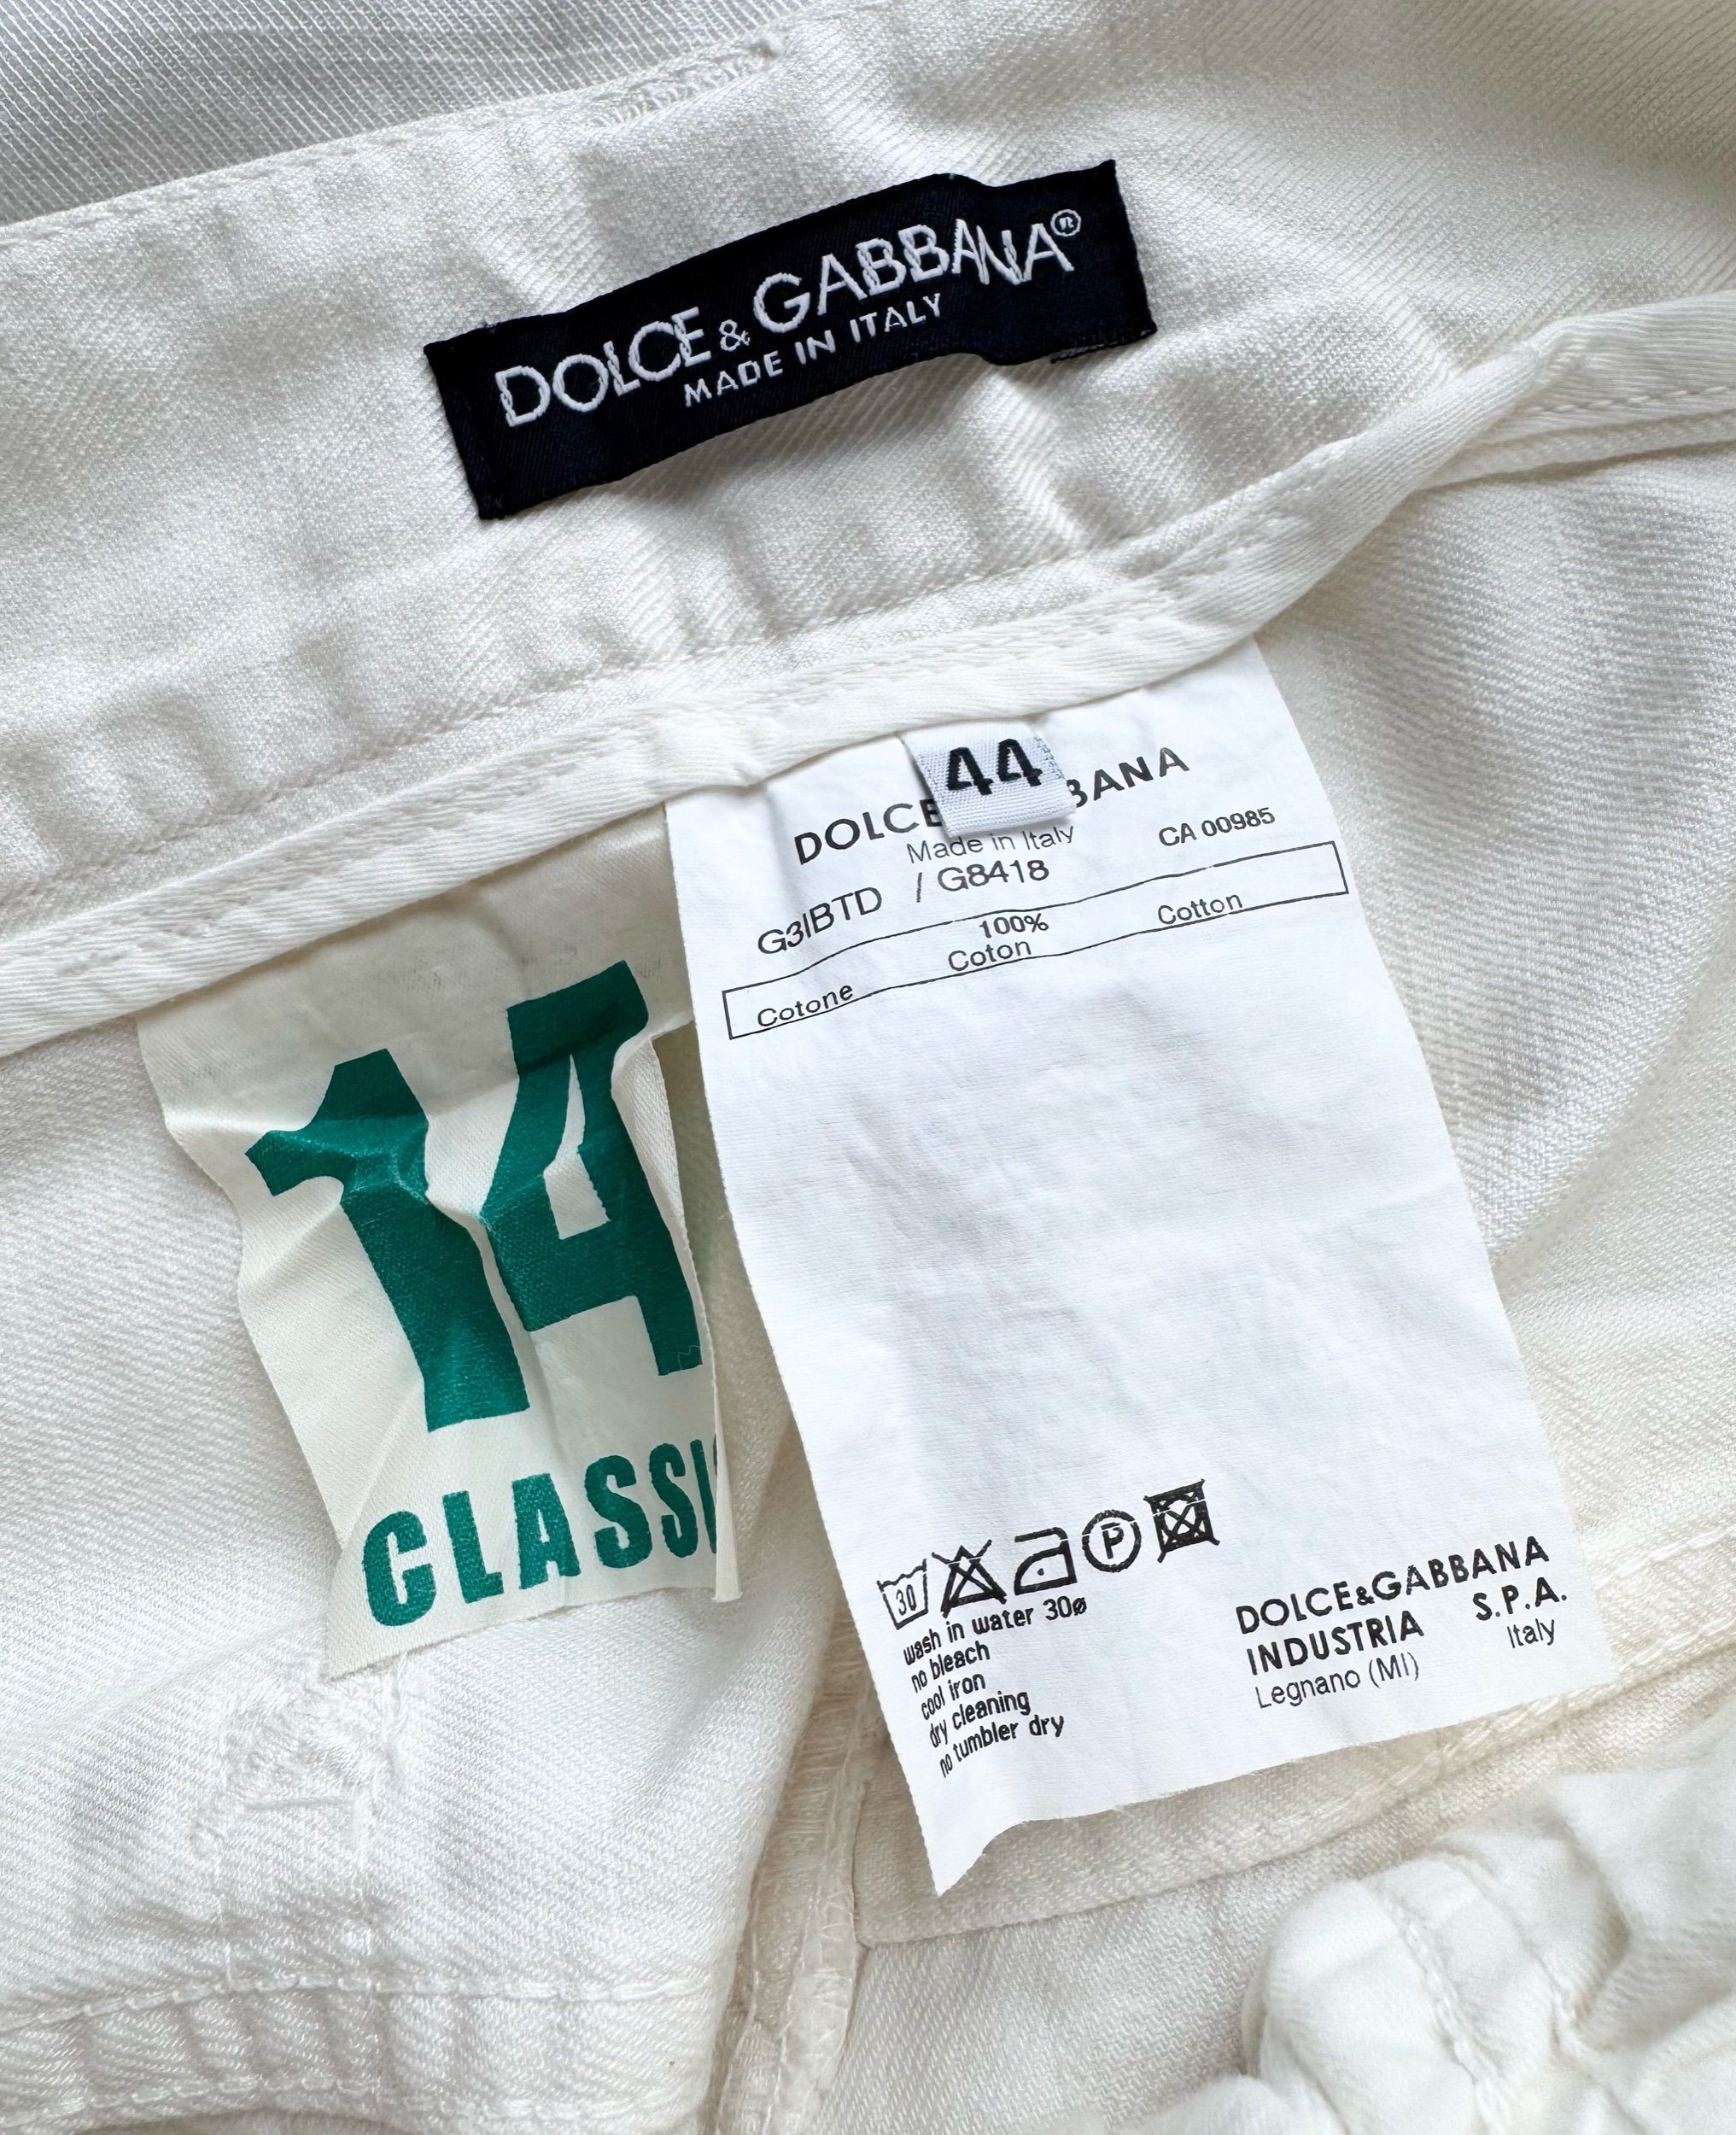 DOLCE & GABBANA®
MADE IN ITALY
44
DOLCE BANA
Made in Italy
CA 00985
G3IBTD / G8418
100%
Cotone Coton Cotton
14
CLASSI
30
P
wash in water 30ø
no bleach
cool iron
dry cleaning
no tumbler dry
DOLCE&GABBANA
INDUSTRIA S.P.A.
Legnano (MI) Italy